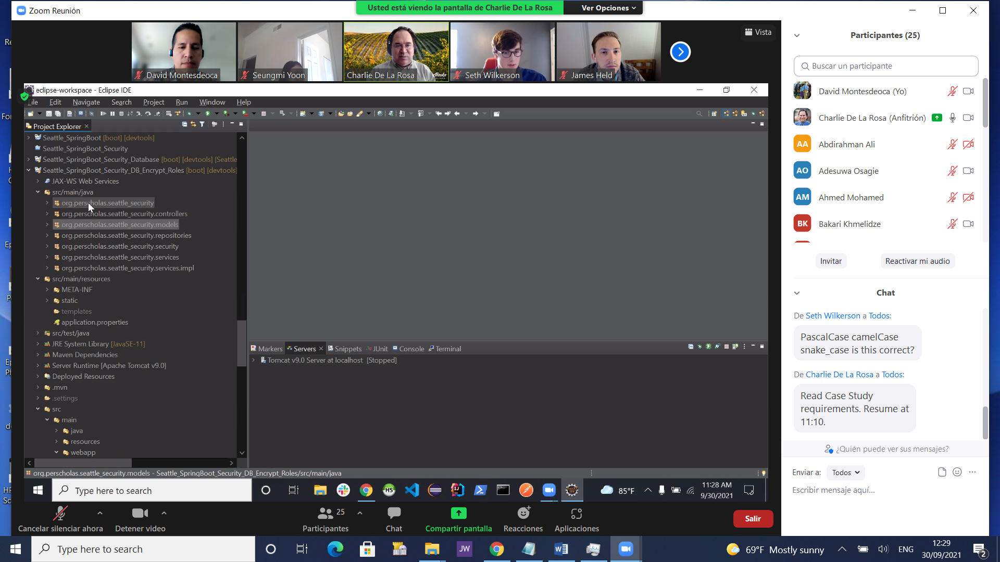 Zoom Reunión
Usted está viendo la pantalla de Charlie De La Rosa
Ver Opciones
Vista
David Montesdeoca
Seungmi Yoon
Charlie De La Rosa
Seth Wilkerson
James Held
eclipse-workspace - Eclipse IDE
Edit Navigate Search Project Run Window Help
Project Explorer
Seattle_SpringBoot [boot] [devtools]
Seattle_SpringBoot_Security
Seattle_SpringBoot_Security_Database [boot] [devtools] [Seattle
Seattle_SpringBoot_Security_DB_Encrypt_Roles [boot] [devtools]
JAX-WS Web Services
src/main/java
org.perscholas.seattle_security
org.perscholas.seattle_security.controllers
org.perscholas.seattle_security.models
org.perscholas.seattle_security.repositories
org.perscholas.seattle_security.security
org.perscholas.seattle_security.services
org.perscholas.seattle_security.services.impl
src/main/resources
META-INF
static
templates
application.properties
src/test/java
JRE System Library [JavaSE-11]
Maven Dependencies
Server Runtime [Apache Tomcat v9.0]
Deployed Resources
.mvn
.settings
src
main
java
resources
webapp
Markers Servers Snippets JUnit Console Terminal
Tomcat v9.0 Server at localhost [Stopped]
org.perscholas.seattle_security.models - Seattle_SpringBoot_Security_DB_Encrypt_Roles/src/main/java
Type here to search
HS
85°F
11:28 AM
9/30/2021
Cancelar silenciar ahora
Detener video
25
Participantes
Chat
Compartir pantalla
Reacciones
Aplicaciones
Salir
Participantes (25)
Buscar un participante
David Montesdeoca (Yo)
Charlie De La Rosa (Anfitrión)
AA Abdirahman Ali
AO Adesuwa Osagie
AM Ahmed Mohamed
BK Bakari Khmelidze
Invitar
Reactivar mi audio
Chat
De Seth Wilkerson a Todos:
PascalCase camelCase
snake_case is this correct?
De Charlie De La Rosa a Todos:
Read Case Study
requirements. Resume at
11:10.
¿Quién puede ver sus mensajes?
Enviar a: Todos
Escribir mensaje aquí...
Type here to search
JW
69°F Mostly sunny
ENG
12:29
30/09/2021
2